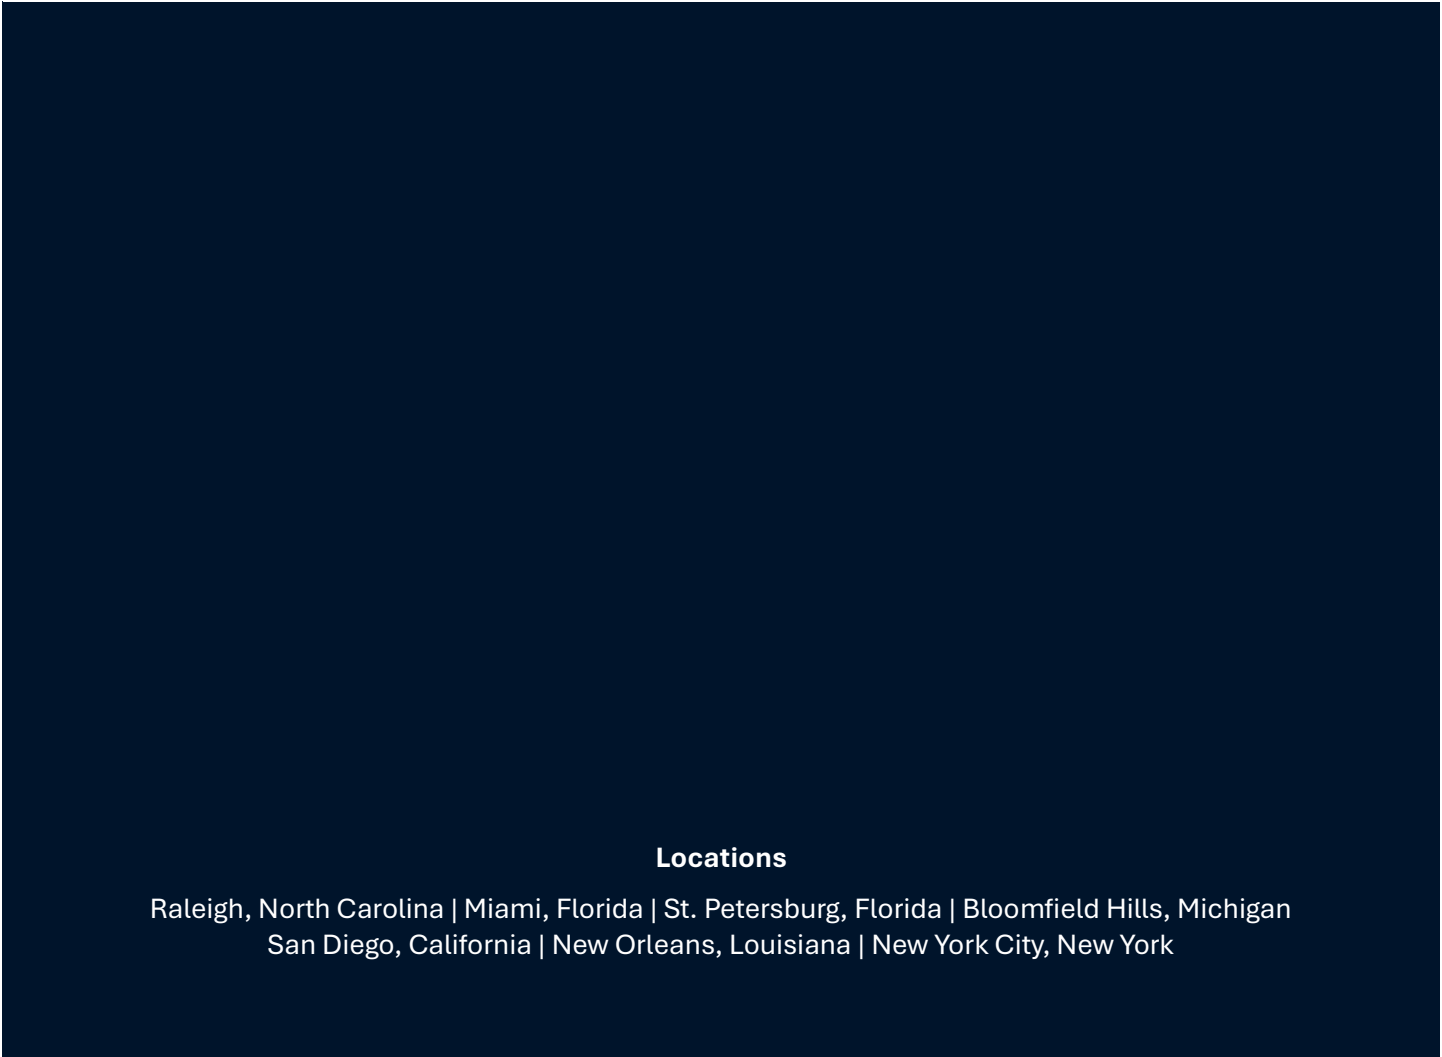 Locations
Raleigh, North Carolina | Miami, Florida | St. Petersburg, Florida | Bloomfield Hills, Michigan
San Diego, California | New Orleans, Louisiana | New York City, New York